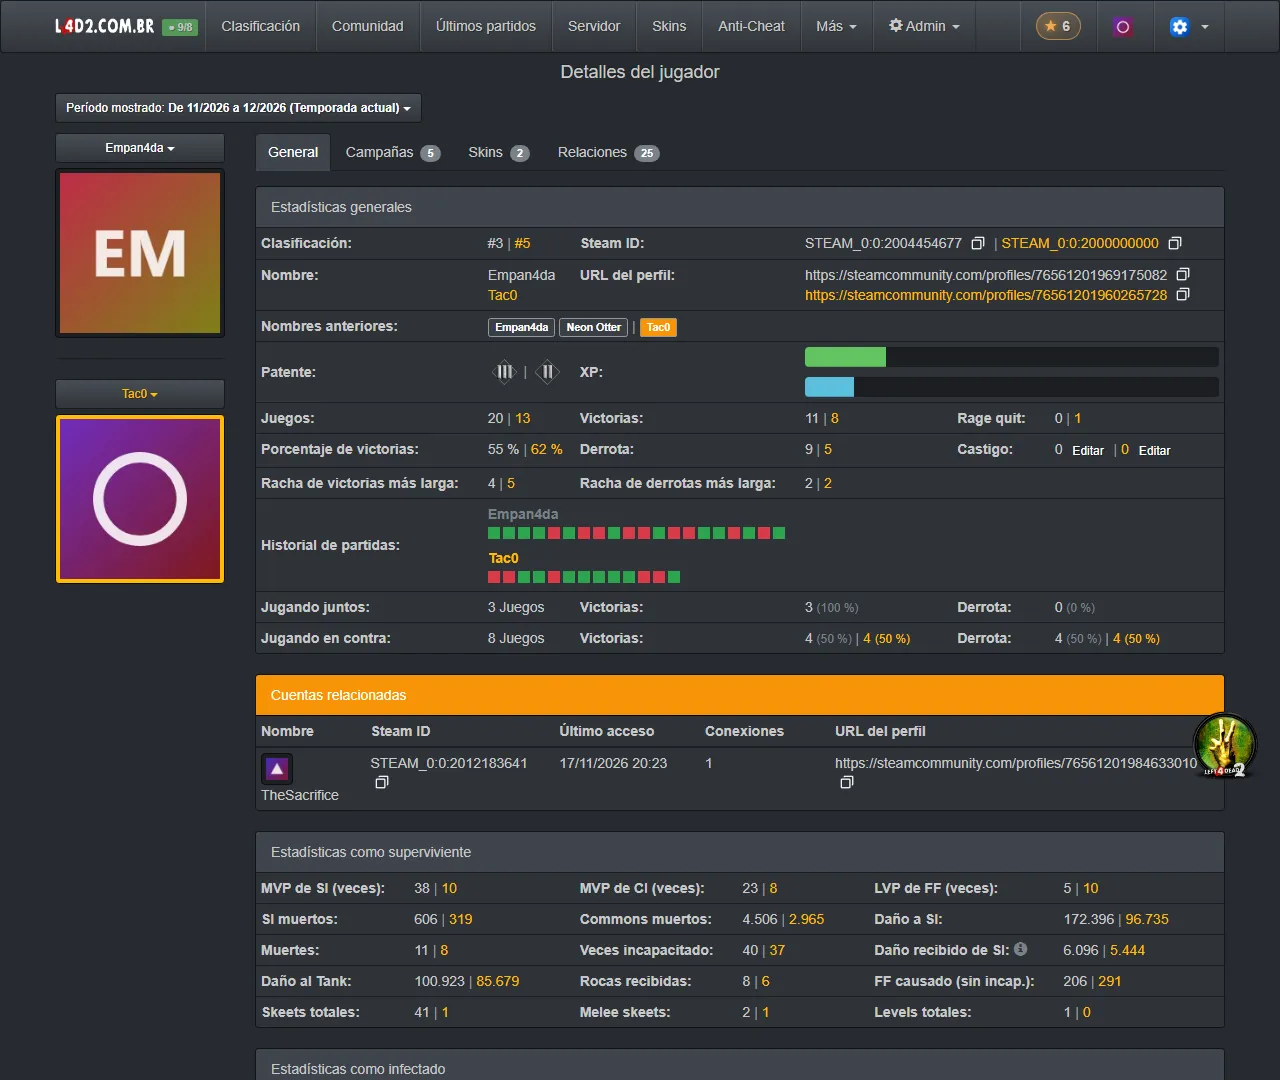 L4D2.COM.BR 9/8 Clasificación Comunidad Últimos partidos Servidor Skins Anti-Cheat Más Admin 6
Detalles del jugador
Período mostrado: De 11/2026 a 12/2026 (Temporada actual)
Empan4da
EM
Tac0
General Campañas 5 Skins 2 Relaciones 25
Estadísticas generales
Clasificación: #3 | #5 Steam ID: STEAM_0:0:2004454677 | STEAM_0:0:2000000000
Nombre: Empan4da URL del perfil: https://steamcommunity.com/profiles/76561201969175082
Tac0 https://steamcommunity.com/profiles/76561201960265728
Nombres anteriores: Empan4da Neon Otter | Tac0
Patente: III | II XP:
Juegos: 20 | 13 Victorias: 11 | 8 Rage quit: 0 | 1
Porcentaje de victorias: 55 % | 62 % Derrota: 9 | 5 Castigo: 0 Editar | 0 Editar
Racha de victorias más larga: 4 | 5 Racha de derrotas más larga: 2 | 2
Historial de partidas:
Empan4da
Tac0
Jugando juntos: 3 Juegos Victorias: 3 (100 %) Derrota: 0 (0 %)
Jugando en contra: 8 Juegos Victorias: 4 (50 %) | 4 (50 %) Derrota: 4 (50 %) | 4 (50 %)
Cuentas relacionadas
Nombre Steam ID Último acceso Conexiones URL del perfil
STEAM_0:0:2012183641 17/11/2026 20:23 1 https://steamcommunity.com/profiles/76561201984633010
TheSacrifice
LEFT 4 DEAD 2
Estadísticas como superviviente
MVP de SI (veces): 38 | 10 MVP de CI (veces): 23 | 8 LVP de FF (veces): 5 | 10
SI muertos: 606 | 319 Commons muertos: 4.506 | 2.965 Daño a SI: 172.396 | 96.735
Muertes: 11 | 8 Veces incapacitado: 40 | 37 Daño recibido de SI: 6.096 | 5.444
Daño al Tank: 100.923 | 85.679 Rocas recibidas: 8 | 6 FF causado (sin incap.): 206 | 291
Skeets totales: 41 | 1 Melee skeets: 2 | 1 Levels totales: 1 | 0
Estadísticas como infectado